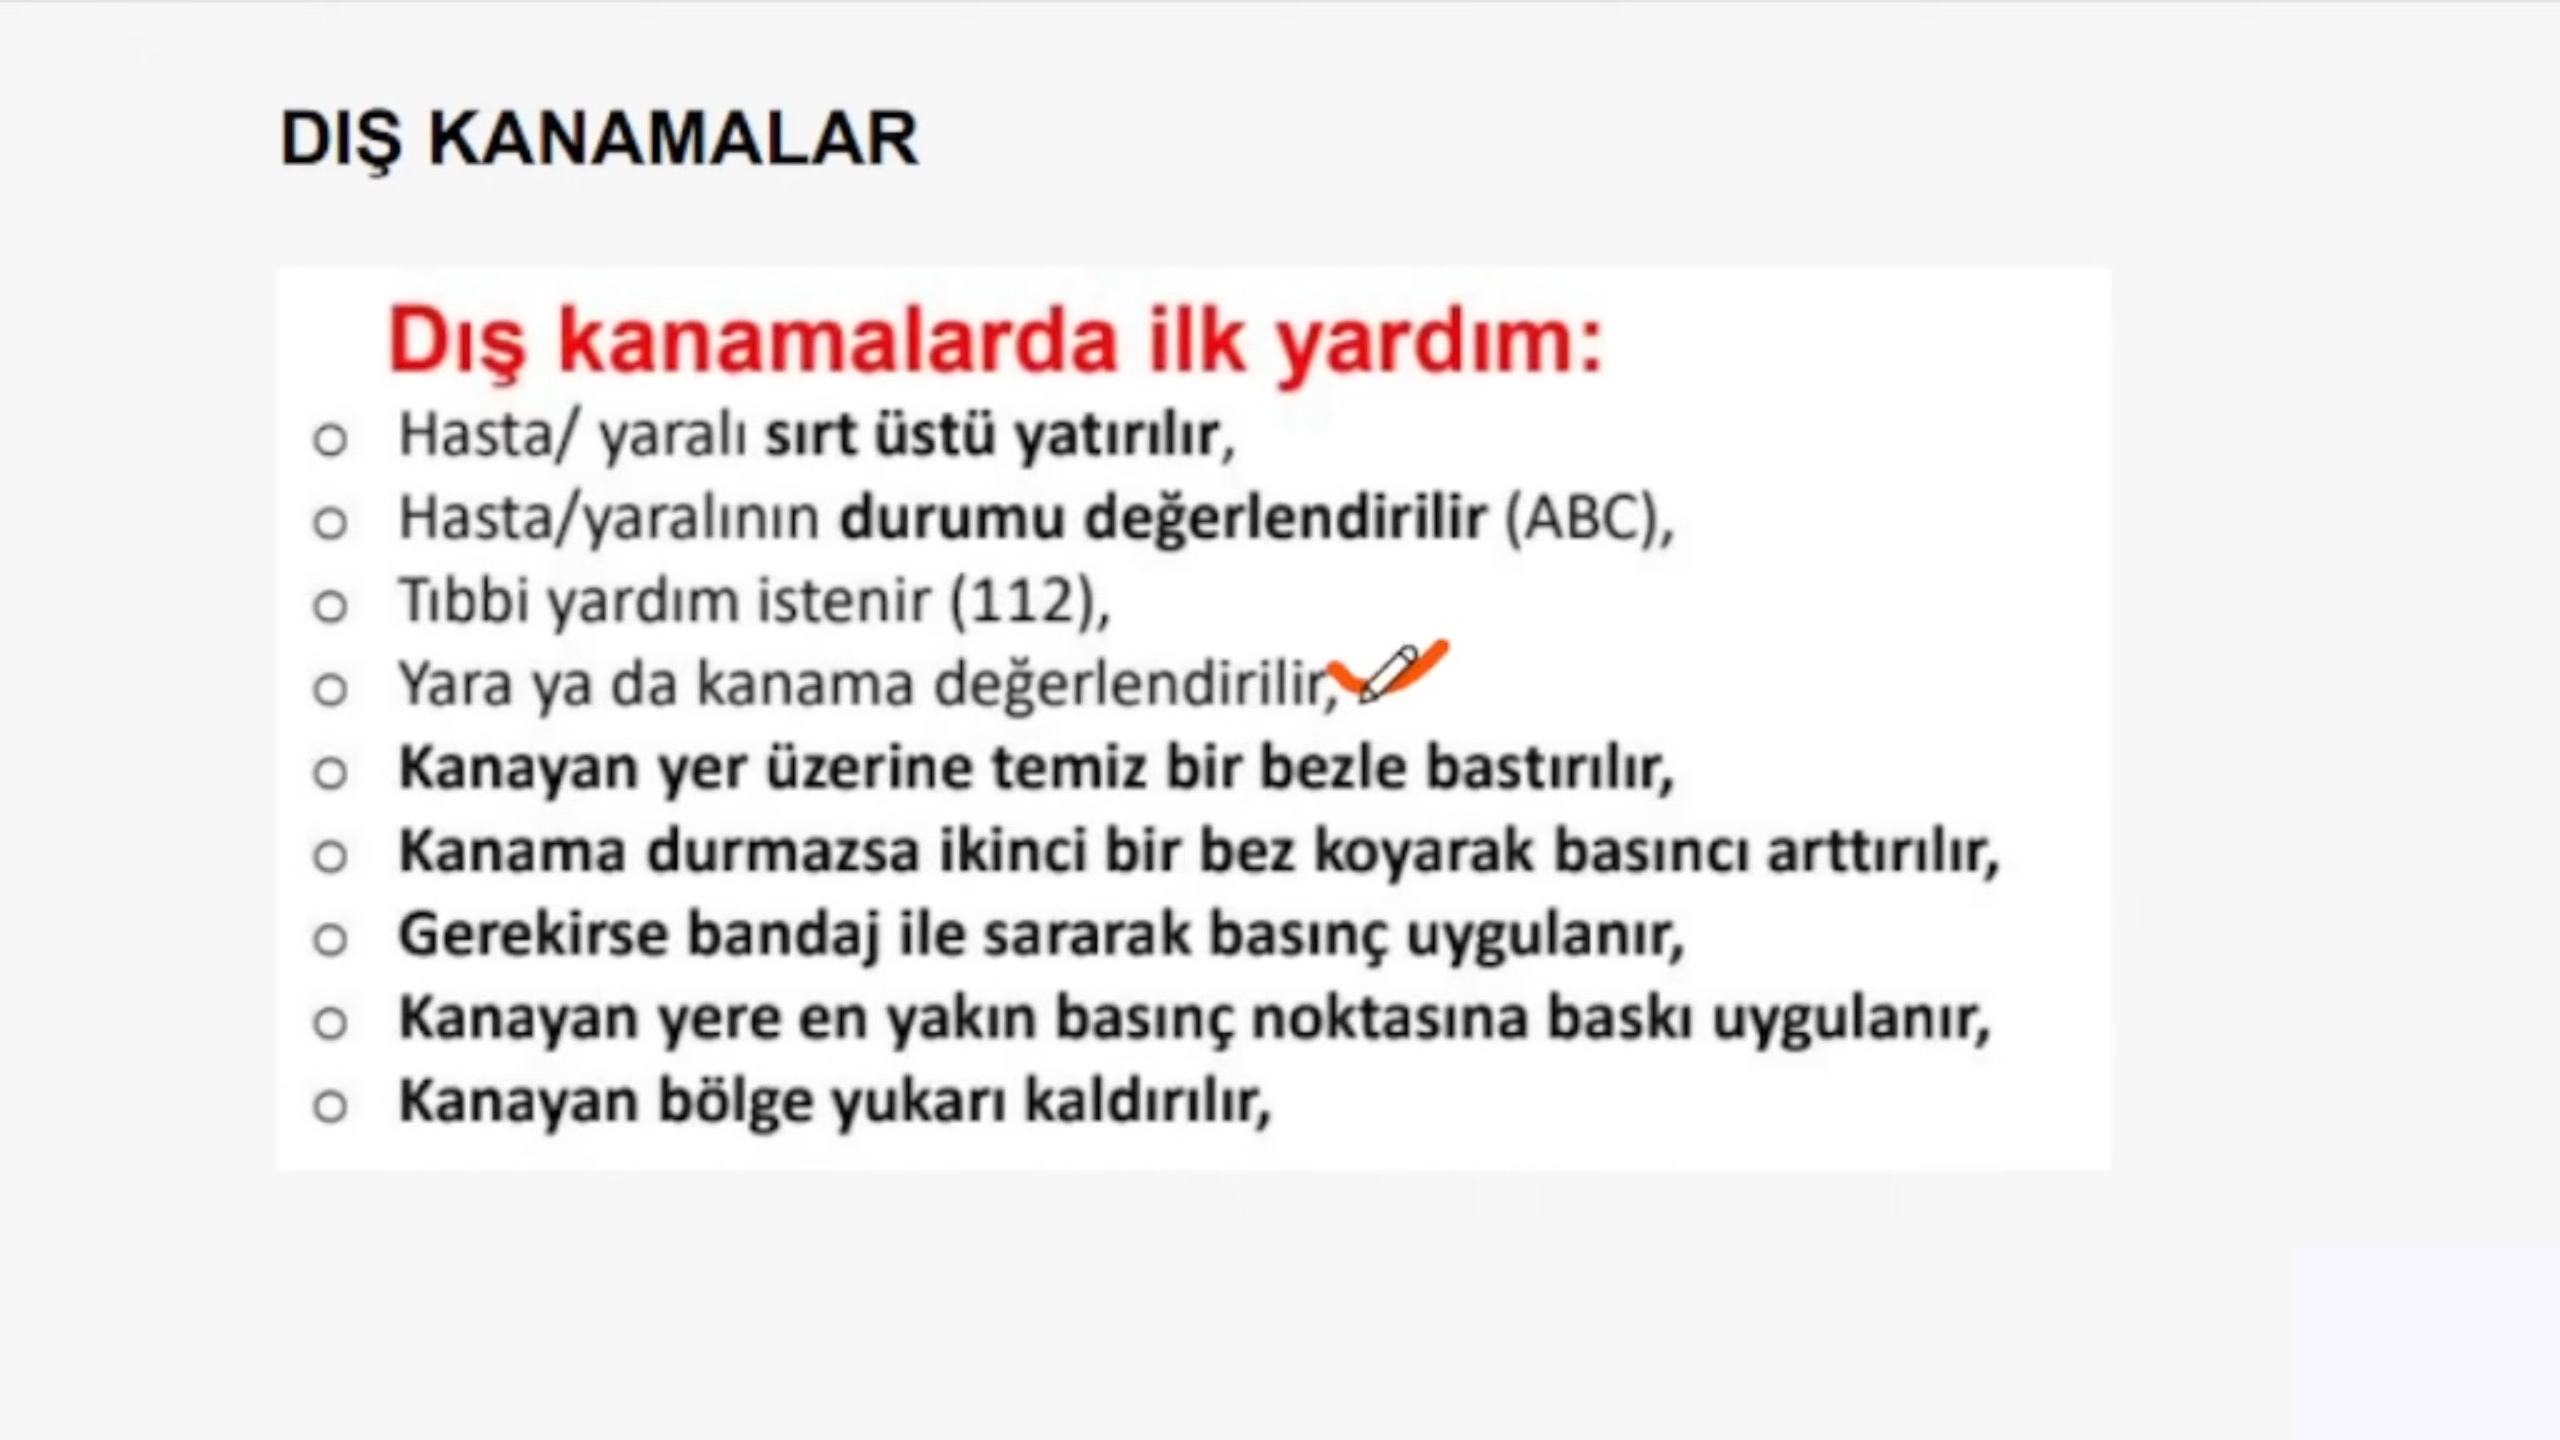 DIŞ KANAMALAR
Dış kanamalarda ilk yardım:
o Hasta/ yaralı sırt üstü yatırılır,
o Hasta/yaralının durumu değerlendirilir (ABC),
o Tıbbi yardım istenir (112),
o Yara ya da kanama değerlendirilir,
o Kanayan yer üzerine temiz bir bezle bastırılır,
o Kanama durmazsa ikinci bir bez koyarak basıncı arttırılır,
o Gerekirse bandaj ile sararak basınç uygulanır,
o Kanayan yere en yakın basınç noktasına baskı uygulanır,
o Kanayan bölge yukarı kaldırılır,